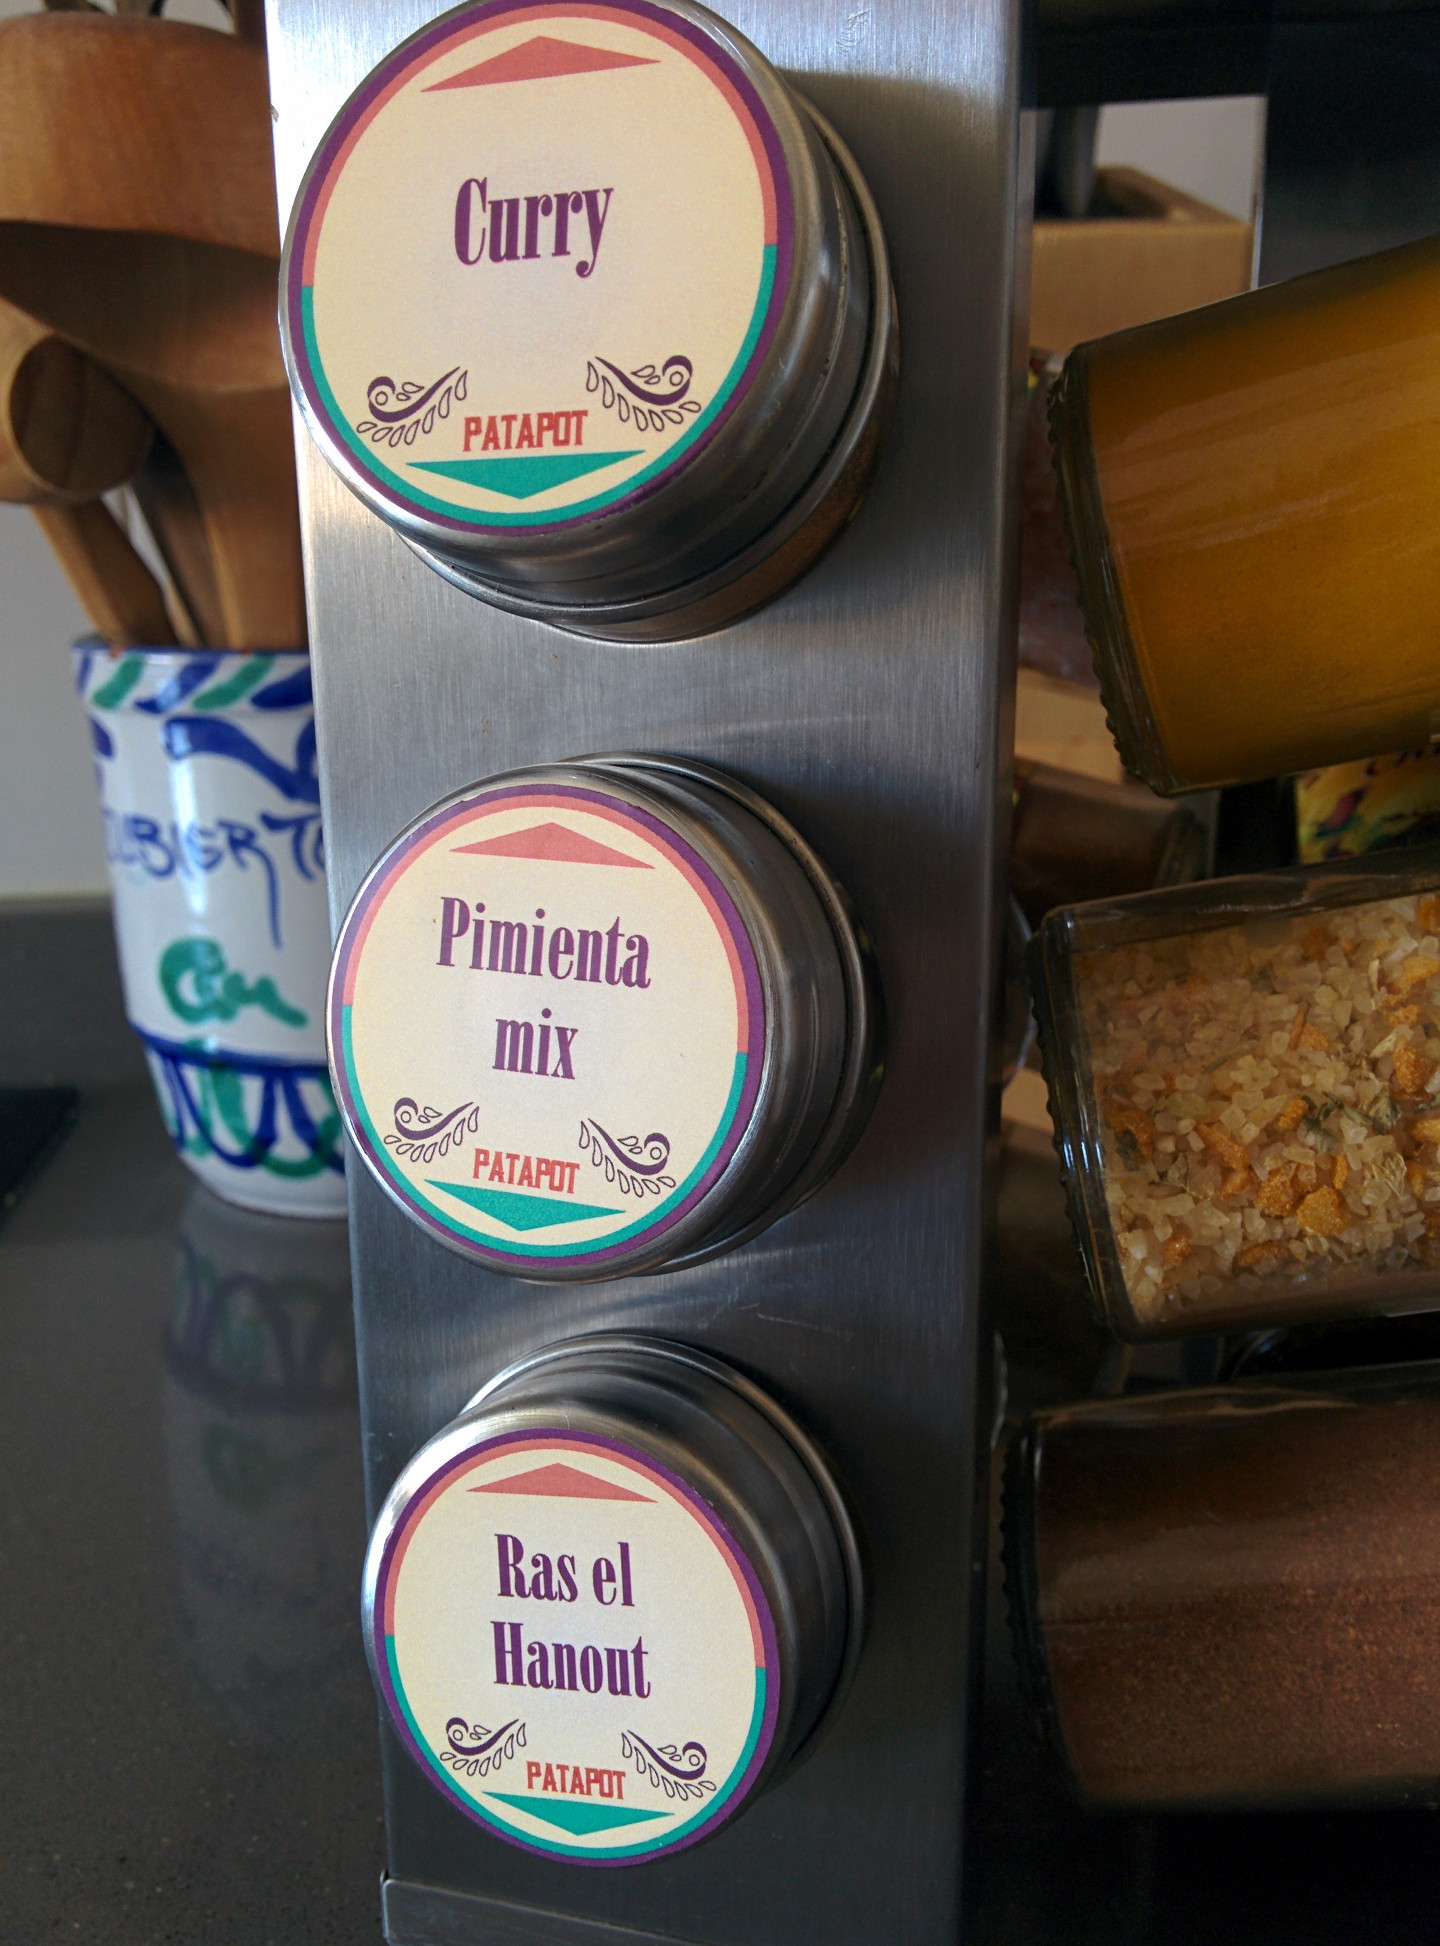 Curry
PATAPOT
Pimienta
mix
PATAPOT
Ras el
Hanout
PATAPOT